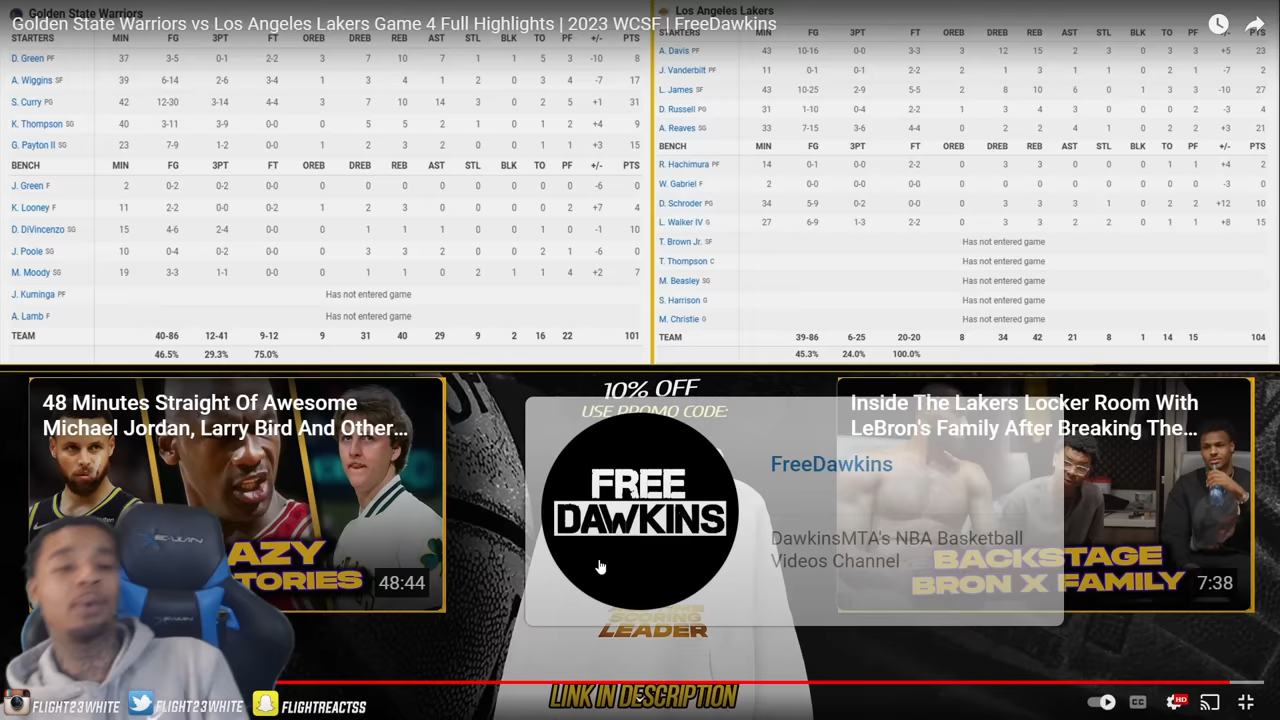 Golden State Warriors
Golden State Warriors vs Los Angeles Lakers Game 4 Full Highlights | 2023 WCSF | FreeDawkins
STARTERS MIN FG 3PT FT OREB DREB REB AST STL BLK TO PF +/- PTS
D. Green PF 37 3-5 0-1 2-2 3 7 10 7 1 1 5 3 -10 8
A. Wiggins SF 39 6-14 2-6 3-4 1 3 4 1 2 0 3 4 -7 17
S. Curry PG 42 12-30 3-14 4-4 3 7 10 14 3 0 2 5 +1 31
K. Thompson SG 40 3-11 3-9 0-0 0 5 5 2 1 0 1 2 +4 9
G. Payton II SG 23 7-9 1-2 0-0 1 2 3 2 0 0 1 2 +3 15
BENCH MIN FG 3PT FT OREB DREB REB AST STL BLK TO PF +/- PTS
J. Green F 2 0-2 0-2 0-0 0 0 0 0 0 0 0 0 -6 0
K. Looney F 11 2-2 0-0 0-0 1 2 3 0 0 0 0 2 +7 4
D. DiVincenzo SG 15 4-6 2-4 0-0 0 1 1 1 0 0 1 0 -1 10
J. Poole SG 10 0-4 0-2 0-0 0 3 3 2 0 0 2 1 -6 0
M. Moody SG 19 3-3 1-1 0-0 0 1 1 0 2 1 1 4 +2 7
J. Kuminga PF Has not entered game
A. Lamb F Has not entered game
TEAM 40-86 12-41 9-12 9 31 40 29 9 2 16 22 101
46.5% 29.3% 75.0%
Los Angeles Lakers
STARTERS MIN FG 3PT FT OREB DREB REB AST STL BLK TO PF +/- PTS
A. Davis PF 43 10-16 0-0 3-3 3 12 15 2 3 0 3 3 +5 23
J. Vanderbilt PF 11 0-1 0-1 2-2 2 1 3 1 1 0 2 1 -7 2
L. James SF 43 10-25 2-9 5-5 2 8 10 6 0 1 3 3 -10 27
D. Russell PG 31 1-10 0-4 2-2 1 3 4 3 0 0 2 2 -3 4
A. Reaves SG 33 7-15 3-6 4-4 0 2 2 4 1 0 2 2 +3 21
BENCH MIN FG 3PT FT OREB DREB REB AST STL BLK TO PF +/- PTS
R. Hachimura PF 14 0-1 0-0 2-2 0 3 3 0 0 0 1 1 +4 2
W. Gabriel F 2 0-0 0-0 0-0 0 0 0 0 0 0 0 0 -3 0
D. Schroder PG 34 5-9 0-2 0-0 0 3 3 3 1 0 2 2 +12 10
L. Walker IV G 27 6-9 1-3 2-2 0 3 3 2 2 0 1 1 +8 15
T. Brown Jr. SF Has not entered game
T. Thompson C Has not entered game
M. Beasley SG Has not entered game
S. Harrison G Has not entered game
M. Christie G Has not entered game
TEAM 39-86 6-25 20-20 8 34 42 21 8 1 14 15 104
45.3% 24.0% 100.0%
48 Minutes Straight Of Awesome
Michael Jordan, Larry Bird And Other...
AZY
TORIES
48:44
10% OFF
USE PROMO CODE:
FREE
DAWKINS
FreeDawkins
DawkinsMTA's NBA Basketball
Videos Channel
SCORING
LEADER
LINK IN DESCRIPTION
Inside The Lakers Locker Room With
LeBron's Family After Breaking The...
BACKSTAGE
BRON X FAMILY
7:38
E-WIN
FLIGHT23WHITE FLIGHT23WHITE FLIGHTREACTSS
CC HD